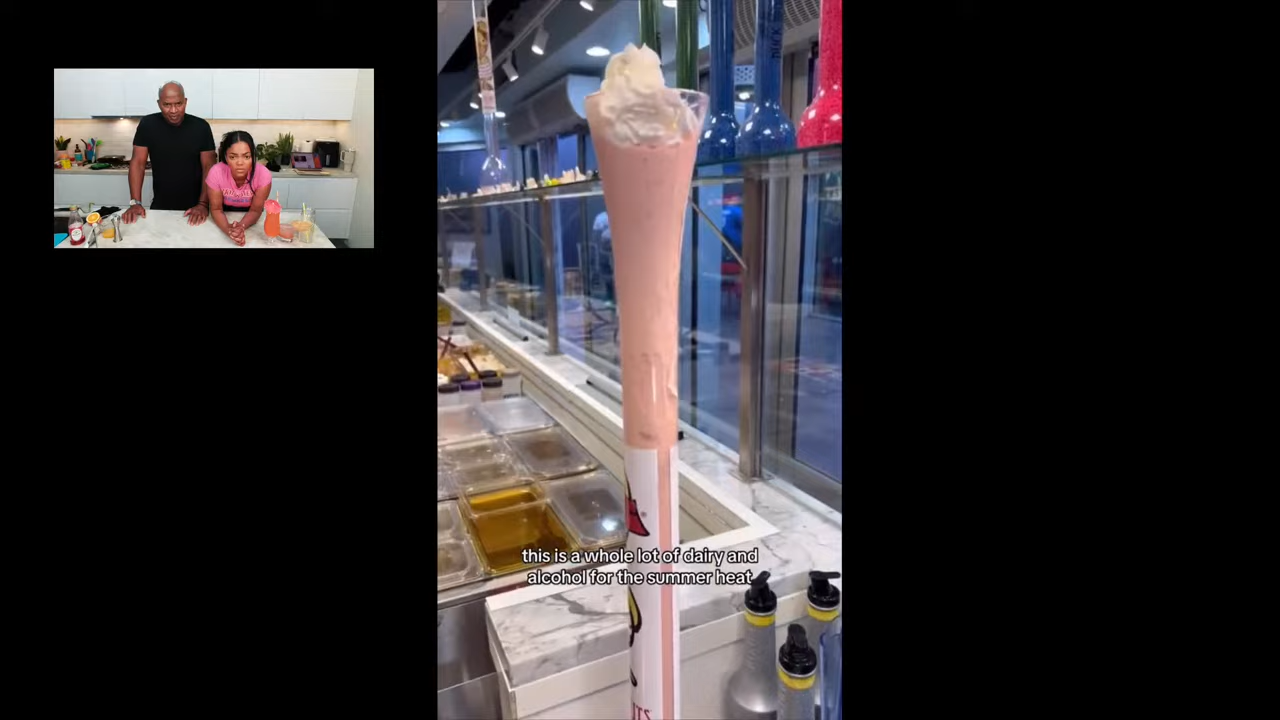 this is a whole lot of dairy and
alcohol for the summer heat